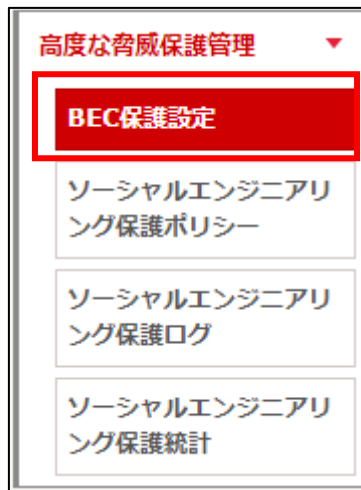 高度な脅威保護管理
BEC保護設定
ソーシャルエンジニアリ
ング保護ポリシー
ソーシャルエンジニアリ
ング保護ログ
ソーシャルエンジニアリ
ング保護統計